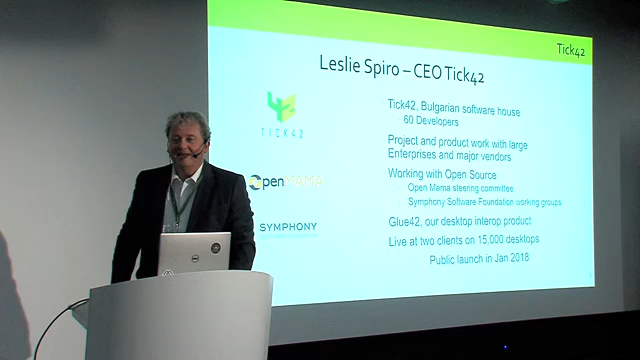 Tick42
Leslie Spiro – CEO Tick42
TICK42
Tick42, Bulgarian software house
60 Developers
Project and product work with large
Enterprises and major vendors
OpenMAMA
Working with Open Source
Open Mama steering committee
Symphony Software Foundation working groups
SYMPHONY
Glue42, our desktop interop product
Live at two clients on 15,000 desktops
Public launch in Jan 2018
DELL